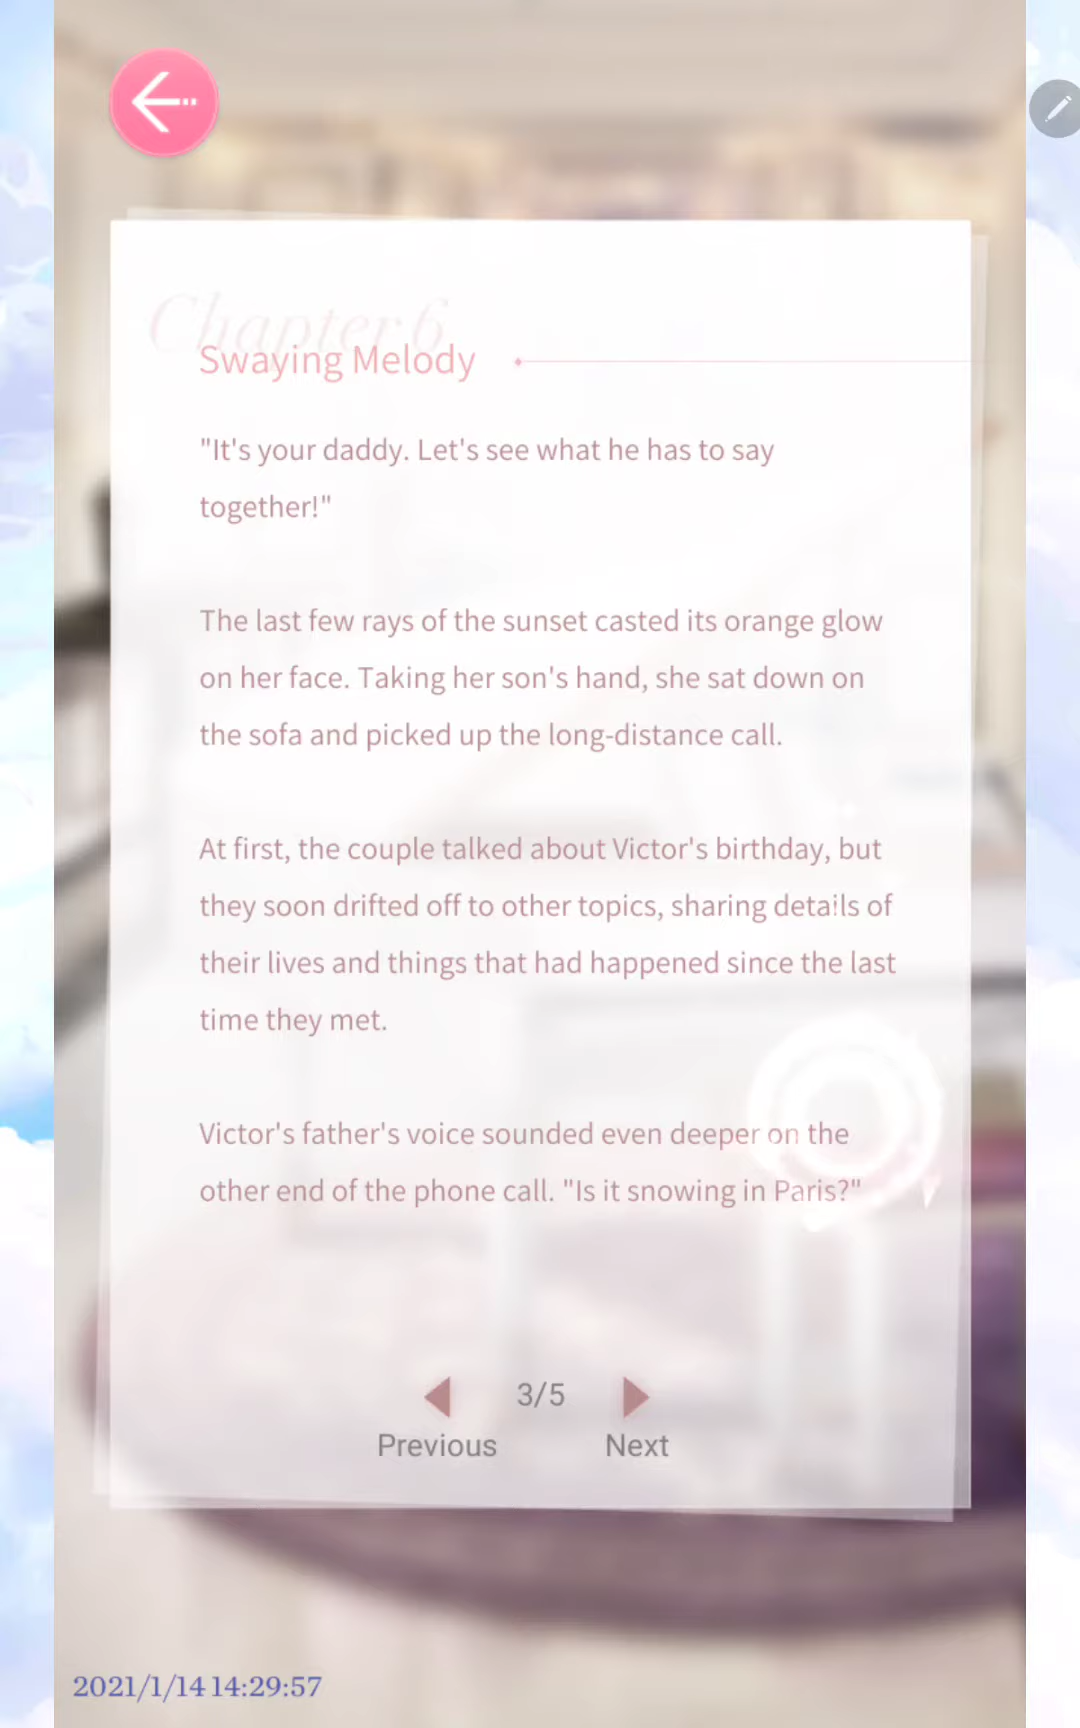 Chapter 6
Swaying Melody
"It's your daddy. Let's see what he has to say
together!"
The last few rays of the sunset casted its orange glow
on her face. Taking her son's hand, she sat down on
the sofa and picked up the long-distance call.
At first, the couple talked about Victor's birthday, but
they soon drifted off to other topics, sharing details of
their lives and things that had happened since the last
time they met.
Victor's father's voice sounded even deeper on the
other end of the phone call. "Is it snowing in Paris?"
3/5
Previous Next
2021/1/14 14:29:57